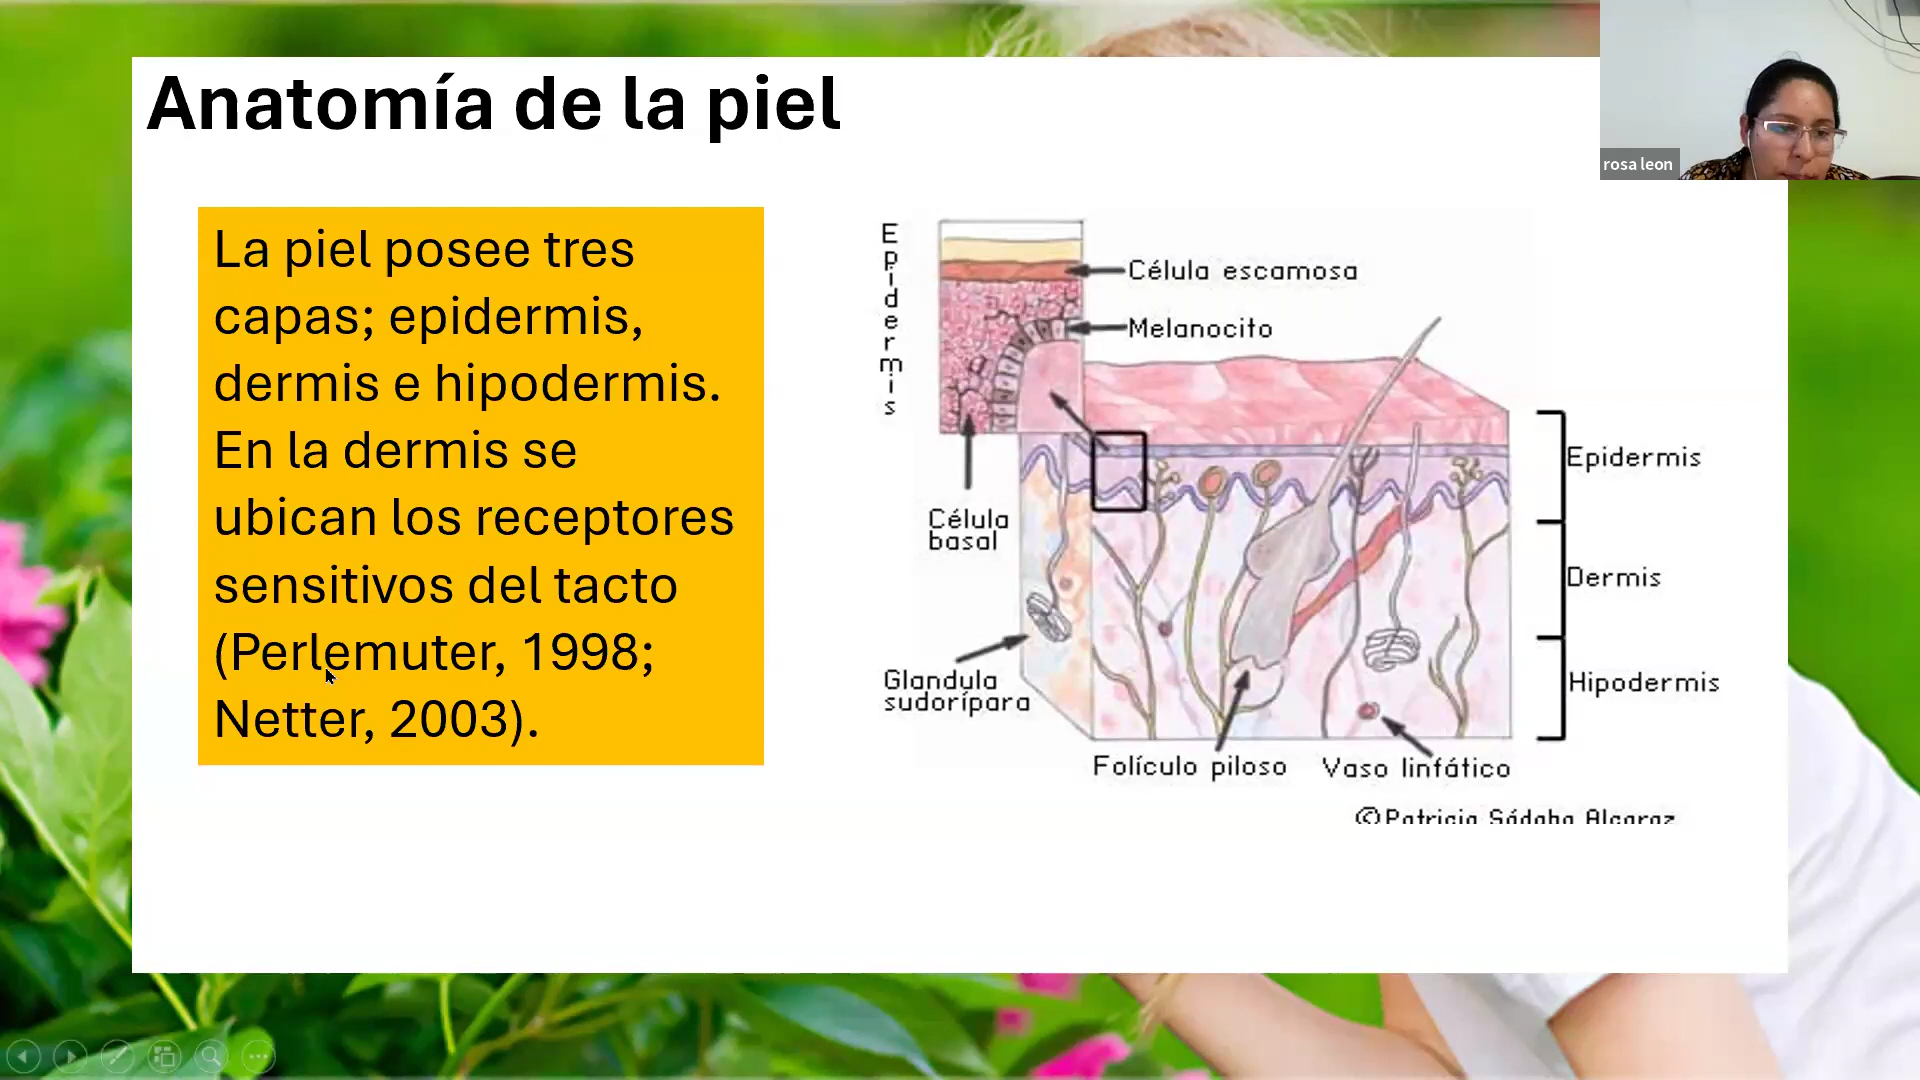 Anatomía de la piel
rosa leon
La piel posee tres
capas; epidermis,
dermis e hipodermis.
En la dermis se
ubican los receptores
sensitivos del tacto
(Perlemuter, 1998;
Netter, 2003).
Epidermis
Célula escamosa
Melanocito
Célula
basal
Glandula
sudorípara
Folículo piloso
Vaso linfático
Epidermis
Dermis
Hipodermis
©Patricia Sádaba Alcaraz